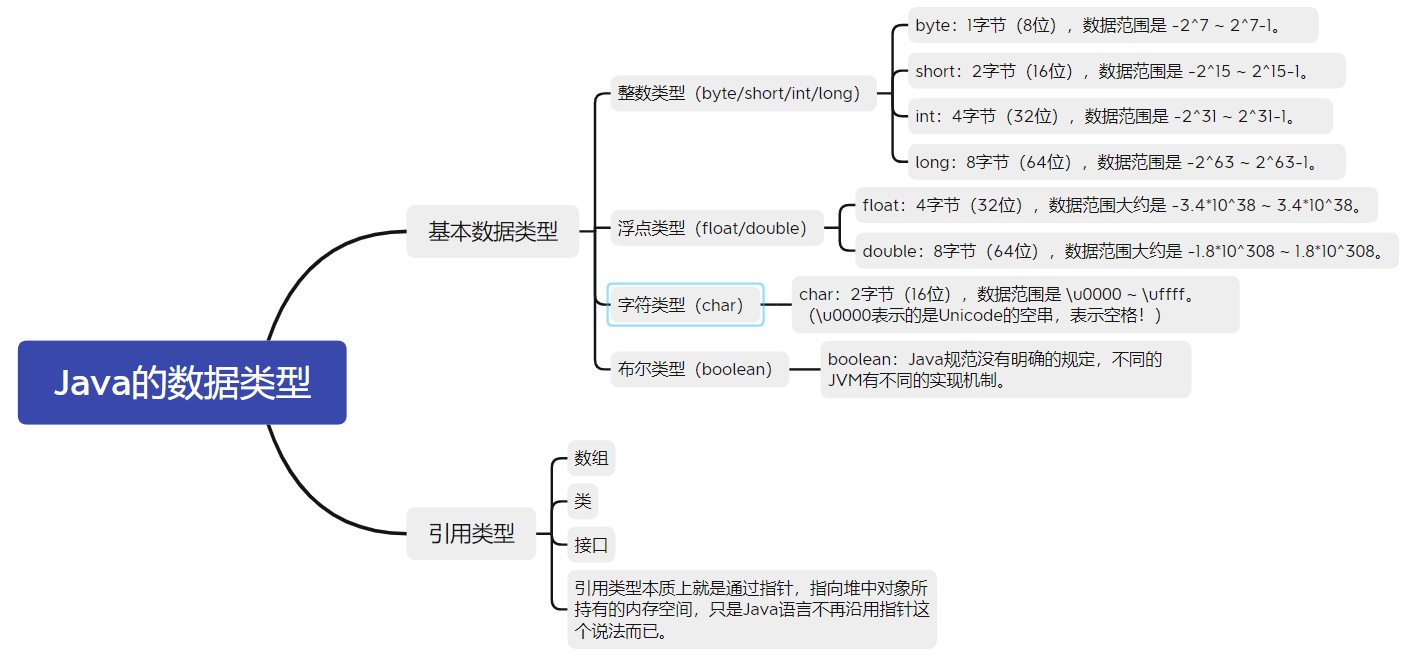 Java的数据类型
基本数据类型
整数类型（byte/short/int/long）
byte：1字节（8位），数据范围是 -2^7 ~ 2^7-1。
short：2字节（16位），数据范围是 -2^15 ~ 2^15-1。
int：4字节（32位），数据范围是 -2^31 ~ 2^31-1。
long：8字节（64位），数据范围是 -2^63 ~ 2^63-1。
浮点类型（float/double）
float：4字节（32位），数据范围大约是 -3.4*10^38 ~ 3.4*10^38。
double：8字节（64位），数据范围大约是 -1.8*10^308 ~ 1.8*10^308。
字符类型（char）
char：2字节（16位），数据范围是 \u0000 ~ \uffff。
（\u0000表示的是Unicode的空串，表示空格！）
布尔类型（boolean）
boolean：Java规范没有明确的规定，不同的
JVM有不同的实现机制。
引用类型
数组
类
接口
引用类型本质上就是通过指针，指向堆中对象所
持有的内存空间，只是Java语言不再沿用指针这
个说法而已。